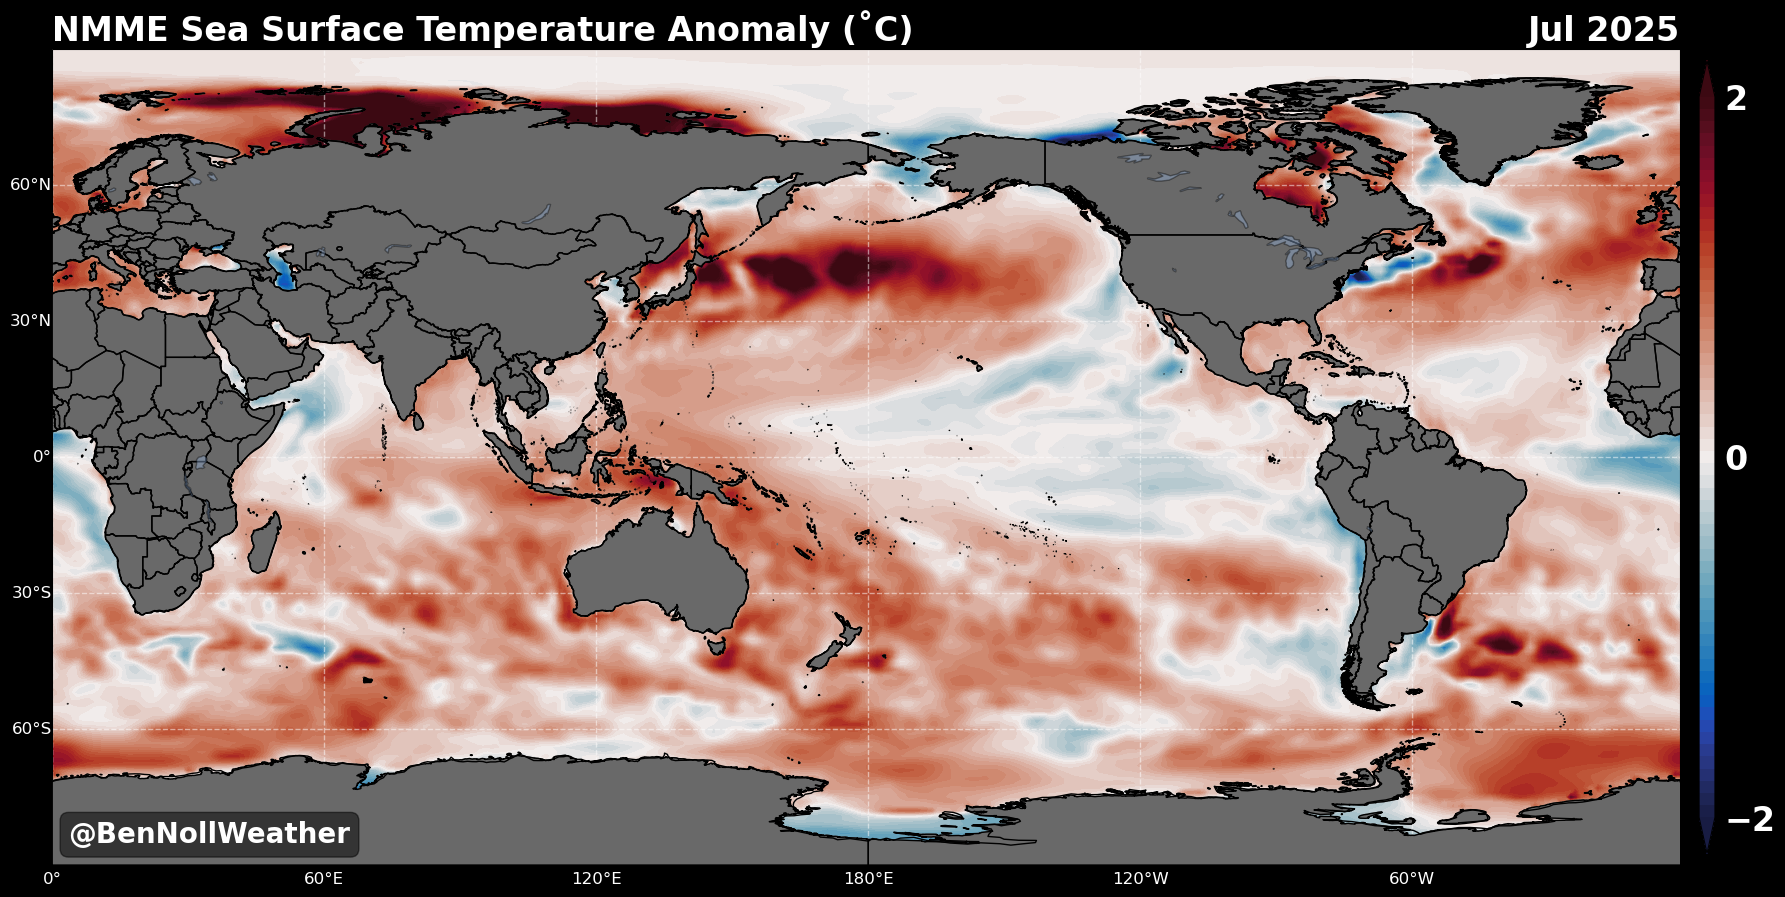 NMME Sea Surface Temperature Anomaly (˚C)
Jul 2025
2
0
−2
60°N
30°N
0°
30°S
60°S
@BenNollWeather
0°
60°E
120°E
180°E
120°W
60°W